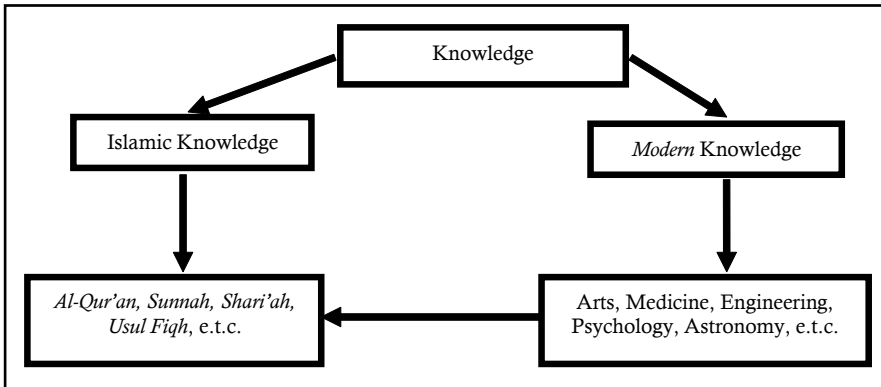 Knowledge
Islamic Knowledge
Modern Knowledge
Al-Qur’an, Sunnah, Shari’ah,
Usul Fiqh, e.t.c.
Arts, Medicine, Engineering,
Psychology, Astronomy, e.t.c.